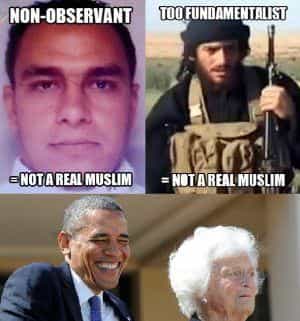 NON-OBSERVANT
= NOT A REAL MUSLIM
TOO FUNDAMENTALIST
= NOT A REAL MUSLIM